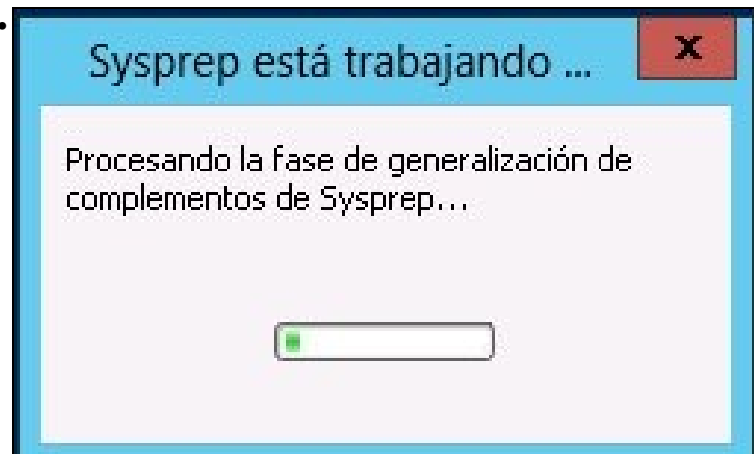 Sysprep está trabajando ...
Procesando la fase de generalización de
complementos de Sysprep...